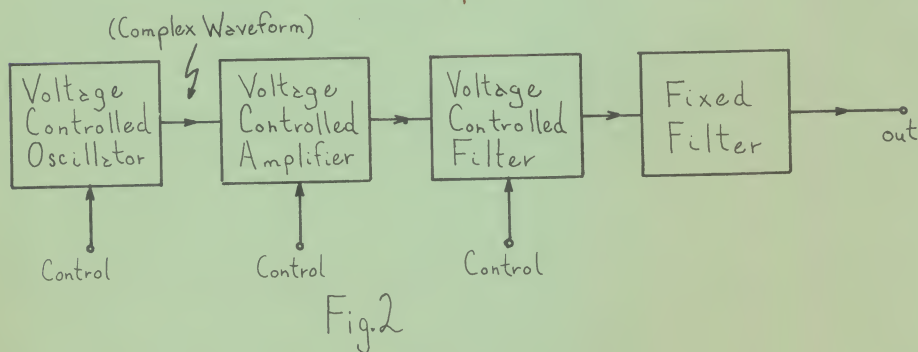 (Complex Waveform)
Voltage
Controlled
Oscillator
Voltage
Controlled
Amplifier
Voltage
Controlled
Filter
Fixed
Filter
out
Control
Control
Control
Fig.2